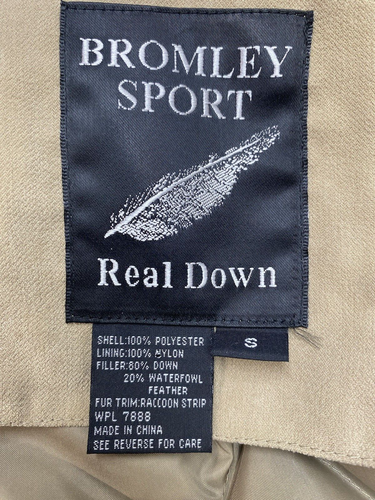 BROMLEY
SPORT
Real Down
S
SHELL:100% POLYESTER
LINING:100% NYLON
FILLER:80% DOWN
20% WATERFOWL
FEATHER
FUR TRIM:RACCOON STRIP
WPL 7888
MADE IN CHINA
SEE REVERSE FOR CARE